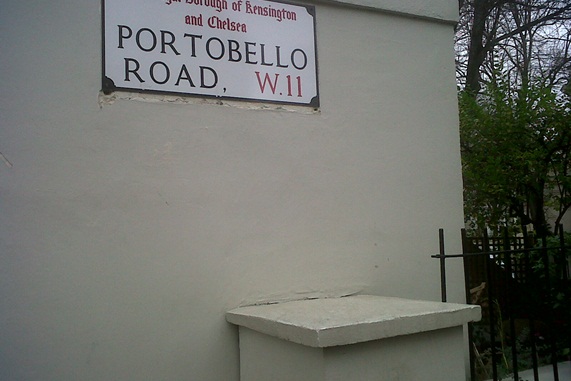 Borough of Kensington
and Chelsea
PORTOBELLO
ROAD, W.11